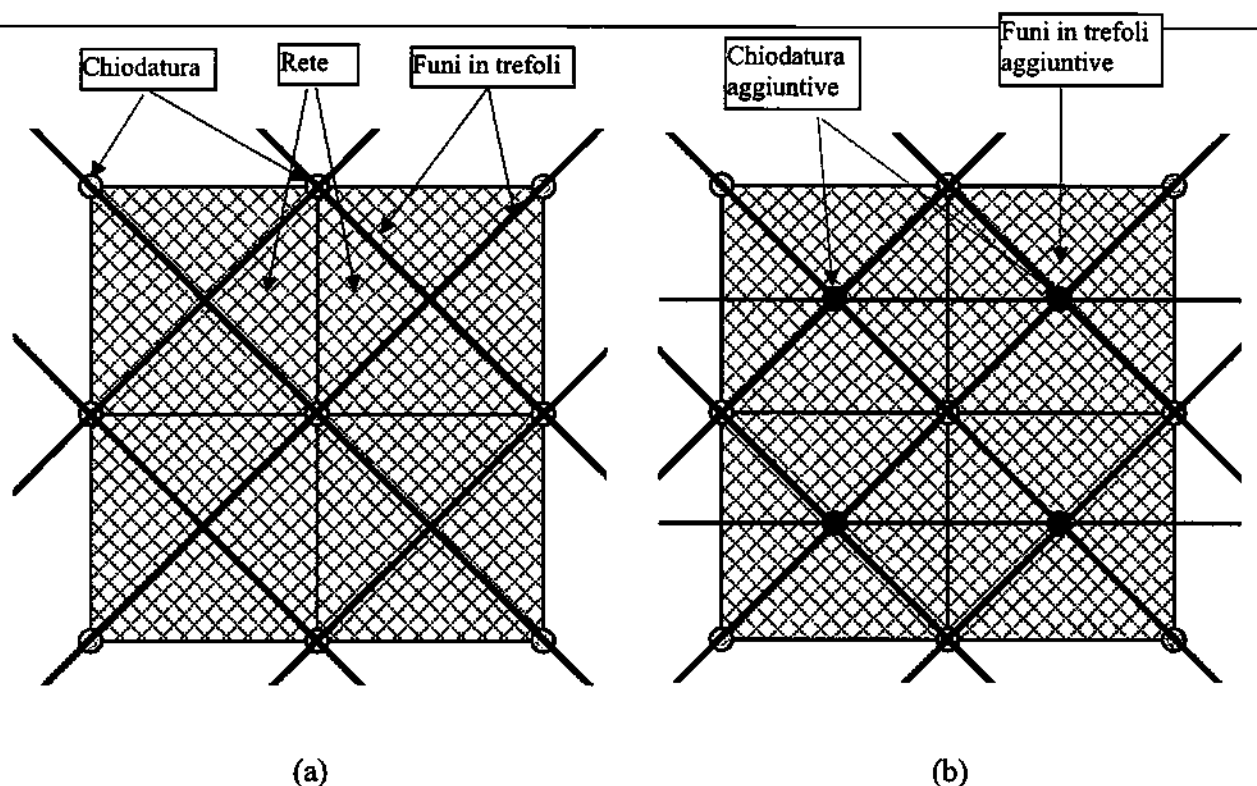 Chiodatura
Rete
Funi in trefoli
Chiodatura
aggiuntive
Funi in trefoli
aggiuntive
(a)
(b)